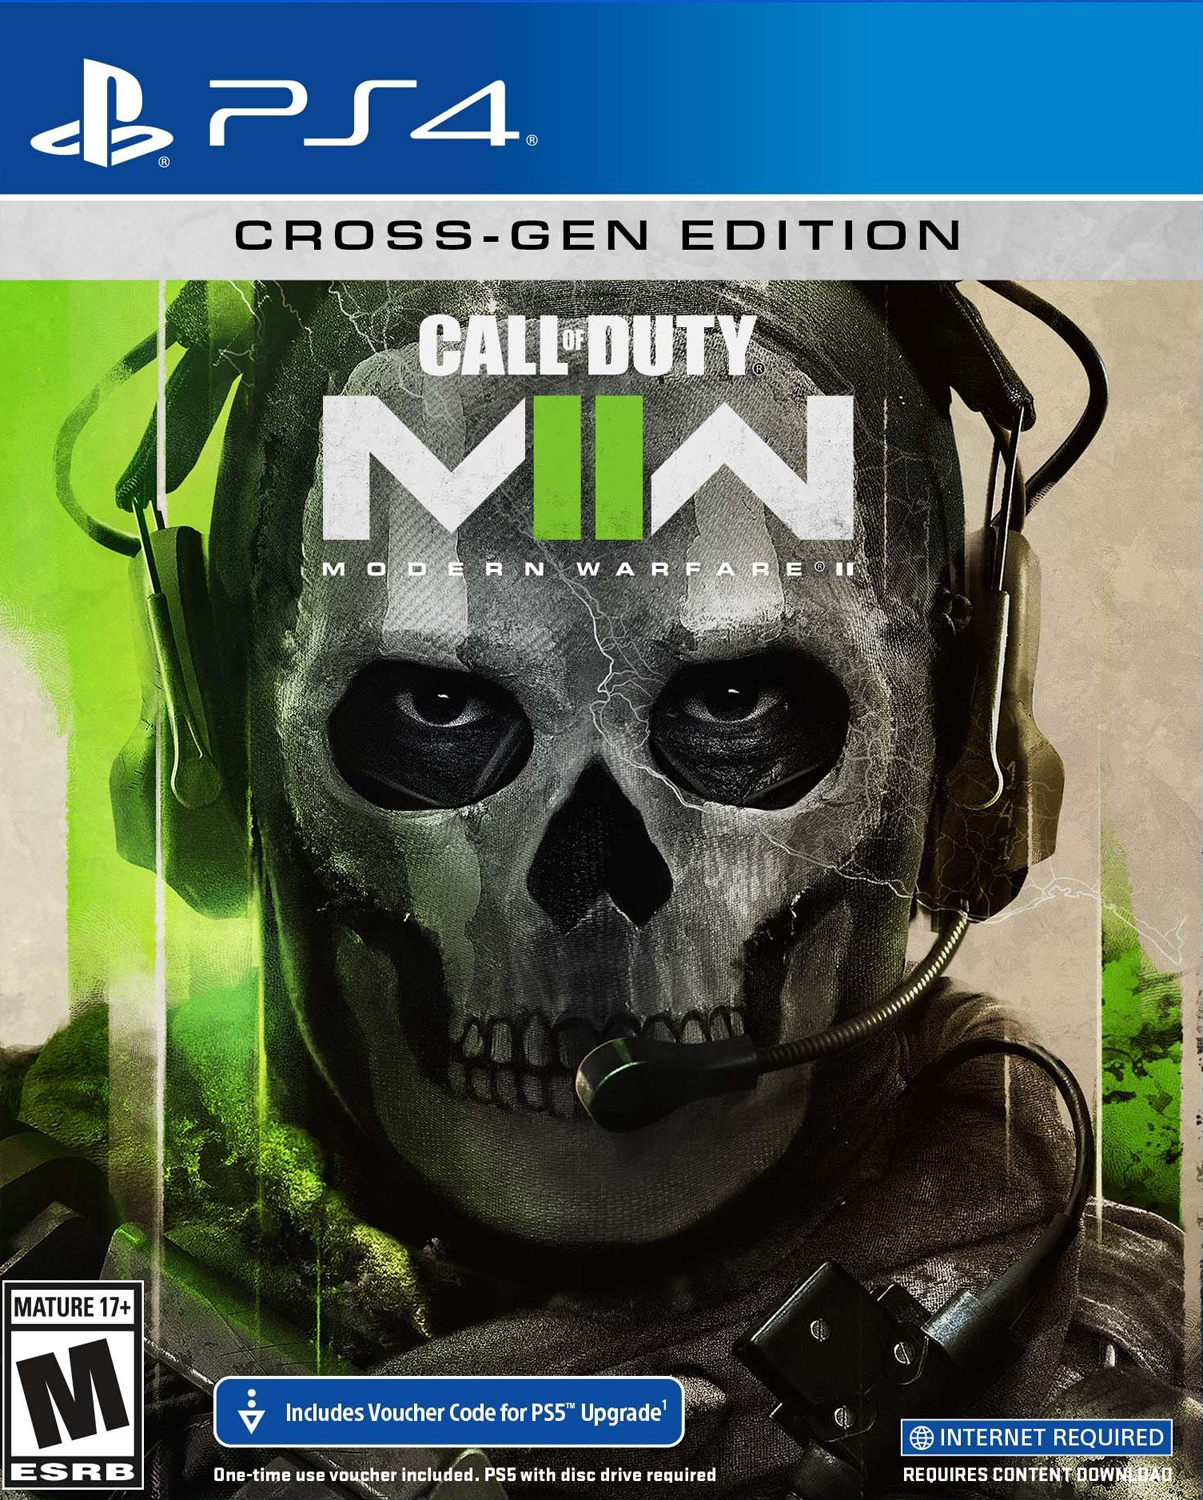 PS4®
CROSS-GEN EDITION
CALL OF DUTY®
MIIW
MODERN WARFARE® II
MATURE 17+
M
ESRB
Includes Voucher Code for PS5™ Upgrade¹
One-time use voucher included. PS5 with disc drive required
INTERNET REQUIRED
REQUIRES CONTENT DOWNLOAD